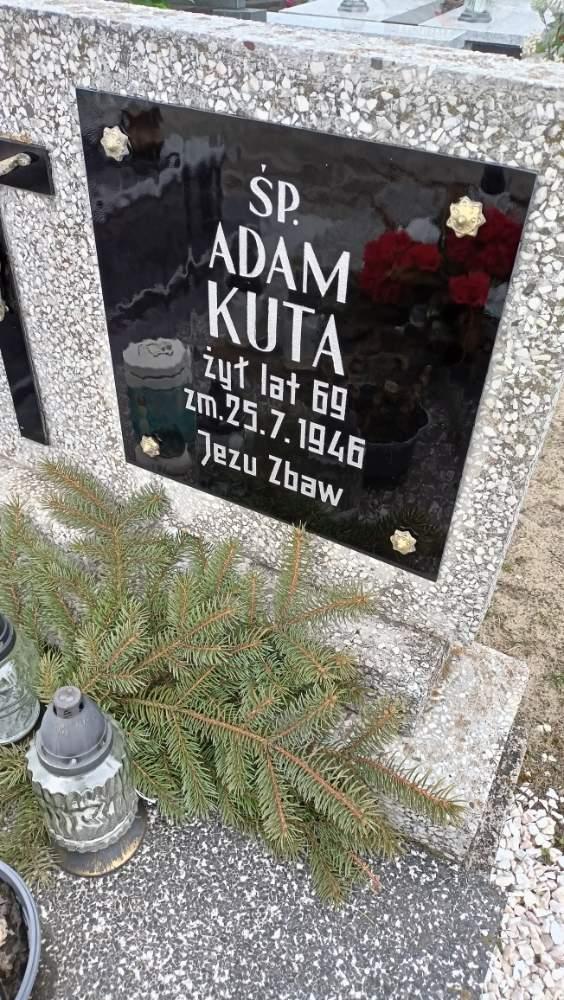 ŚP.
ADAM
KUTA
żył lat 69
zm.25.7.1946
Jezu Zbaw